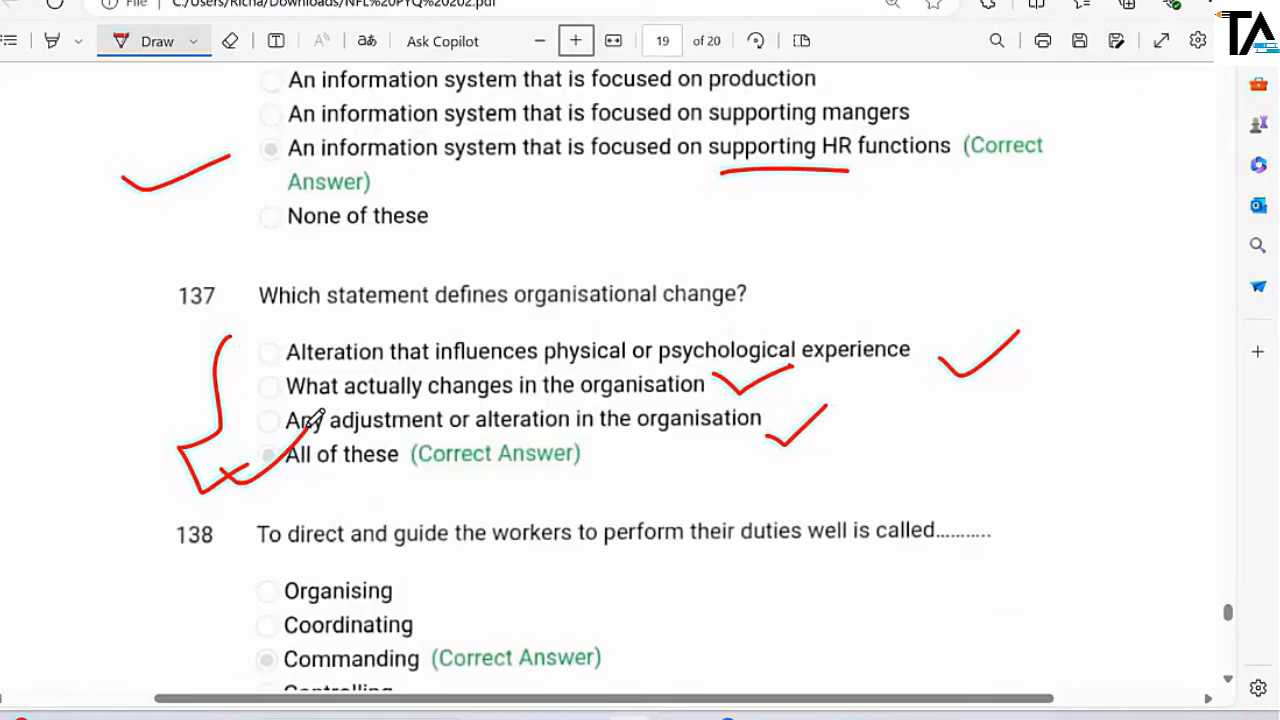 File C:/Users/Richa/Downloads/NFL%20PYQ%20202.pdf
Draw Ask Copilot 19 of 20
TA
An information system that is focused on production
An information system that is focused on supporting mangers
An information system that is focused on supporting HR functions (Correct
Answer)
None of these
137 Which statement defines organisational change?
Alteration that influences physical or psychological experience
What actually changes in the organisation
Any adjustment or alteration in the organisation
All of these (Correct Answer)
138 To direct and guide the workers to perform their duties well is called...........
Organising
Coordinating
Commanding (Correct Answer)
Controlling